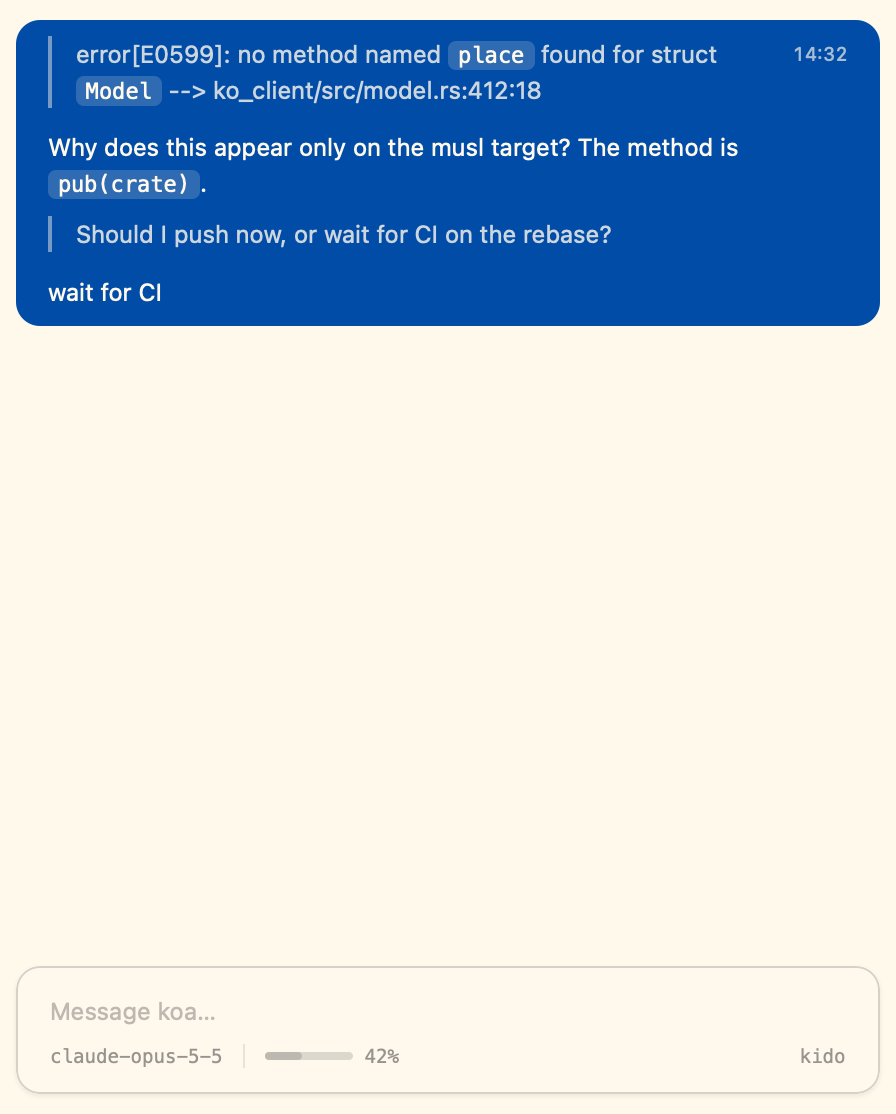 error[E0599]: no method named place found for struct
14:32
Model --> ko_client/src/model.rs:412:18
Why does this appear only on the musl target? The method is
pub(crate).
Should I push now, or wait for CI on the rebase?
wait for CI
Message koa...
claude-opus-5-5
42%
kido